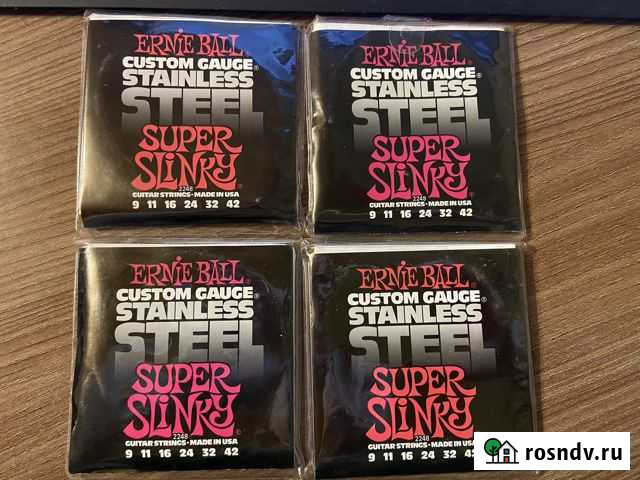 ERNIE BALL
CUSTOM GAUGE®
STAINLESS
STEEL
SUPER
SLINKY
2248
GUITAR STRINGS • MADE IN USA
9 11 16 24 32 42
ERNIE BALL
CUSTOM GAUGE®
STAINLESS
STEEL
SUPER
SLINKY
2248
GUITAR STRINGS • MADE IN USA
9 11 16 24 32 42
ERNIE BALL
CUSTOM GAUGE®
STAINLESS
STEEL
SUPER
SLINKY
2248
GUITAR STRINGS • MADE IN USA
9 11 16 24 32 42
ERNIE BALL
CUSTOM GAUGE®
STAINLESS
STEEL
SUPER
SLINKY
2248
GUITAR STRINGS • MADE IN USA
9 11 16 24 32 42
rosndv.ru